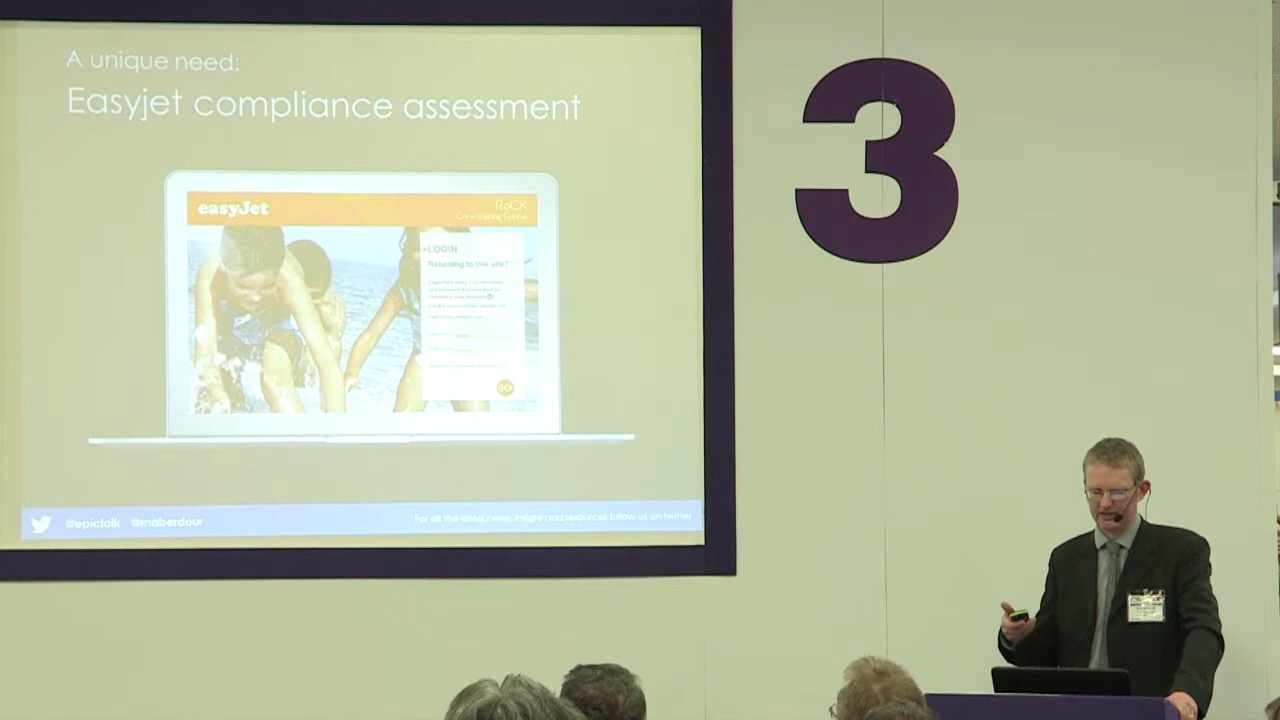 A unique need:
Easyjet compliance assessment
easyJet
RoCK
Crew Training Course
LOGIN
Returning to this site?
@epictalk @maberdour
For all the latest news, insight and resources follow us on twitter
3